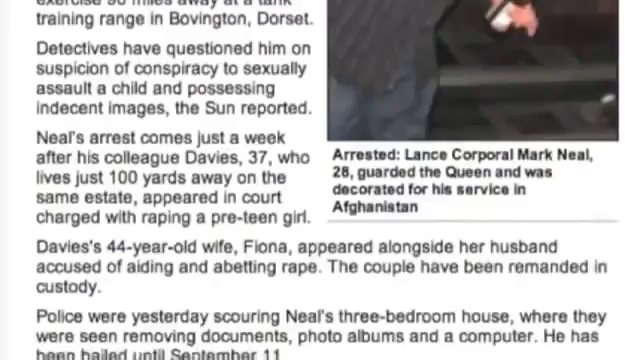 exercise 90 miles away at a tank
training range in Bovington, Dorset.
Detectives have questioned him on
suspicion of conspiracy to sexually
assault a child and possessing
indecent images, the Sun reported.
Neal's arrest comes just a week
after his colleague Davies, 37, who
lives just 100 yards away on the
same estate, appeared in court
charged with raping a pre-teen girl.
Arrested: Lance Corporal Mark Neal,
28, guarded the Queen and was
decorated for his service in
Afghanistan
Davies's 44-year-old wife, Fiona, appeared alongside her husband
accused of aiding and abetting rape. The couple have been remanded in
custody.
Police were yesterday scouring Neal's three-bedroom house, where they
were seen removing documents, photo albums and a computer. He has
been bailed until September 11